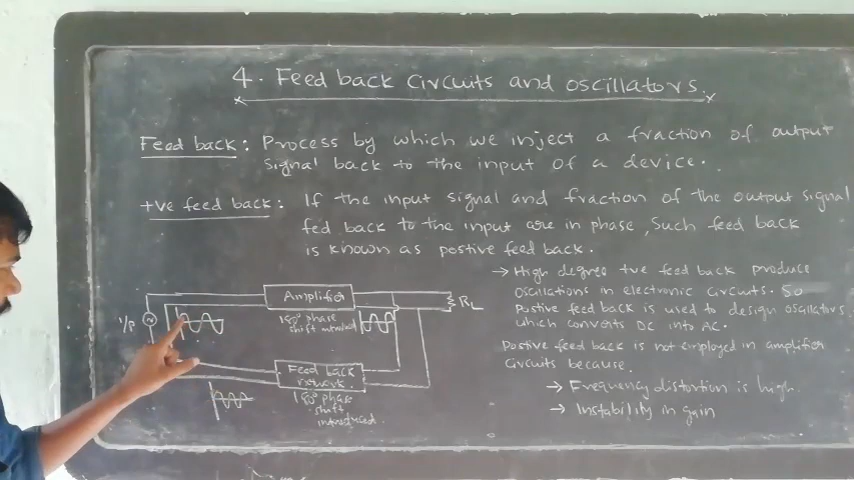 4. Feed back Circuits and oscillators.
Feed back: Process by which we inject a fraction of output
signal back to the input of a device.
+ve feed back: If the input signal and fraction of the output signal
fed back to the input are in phase, such feed back
is known as postive feed back.
→ High degree +ve feed back produce
Oscillations in electronic circuits. So
Postive feed back is used to design oscillators
which converts DC into AC.
Postive feed back is not employed in amplifier
Circuits because.
→ Frequency distortion is high.
→ Instability in gain
Amplifier
RL
180° phase
shift introduced
I/P
Feed back
network.
180° phase
shift
introduced.